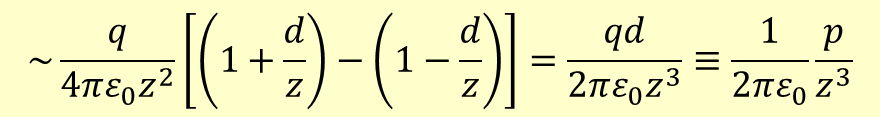 ~ q/(4πε₀z²) [(1 + d/z) − (1 − d/z)] = qd/(2πε₀z³) ≡ 1/(2πε₀) p/z³